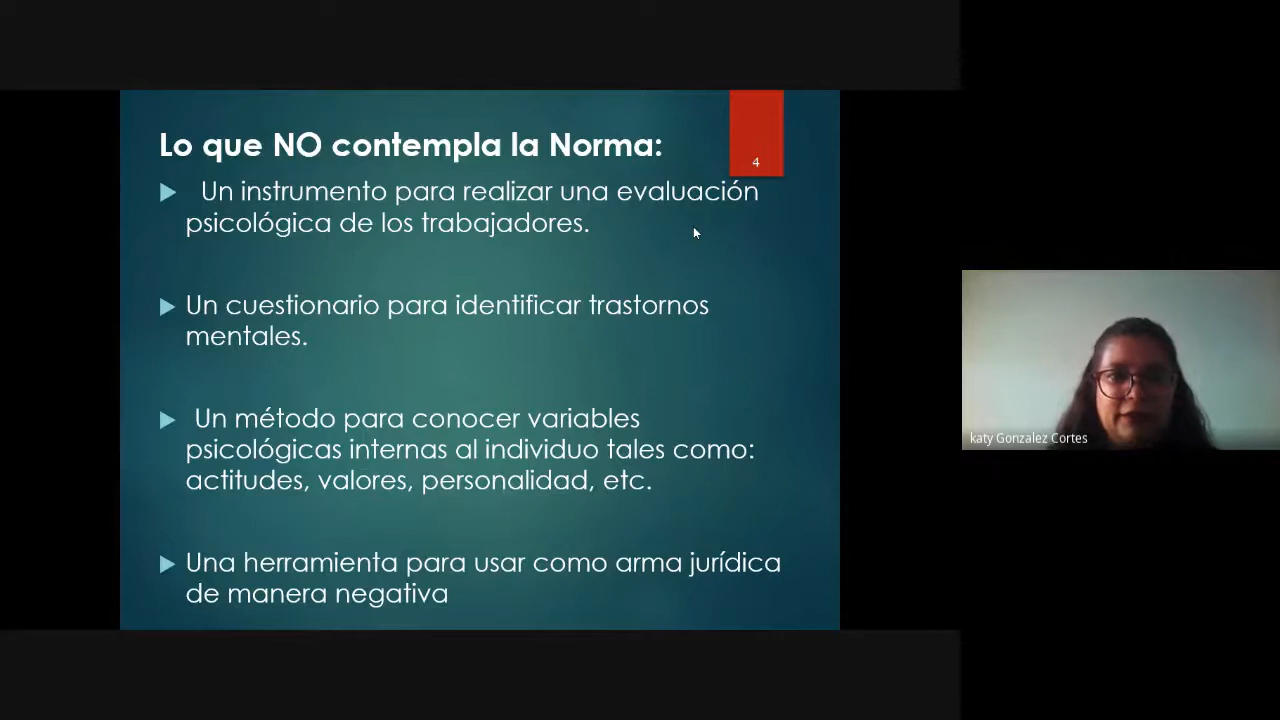 Lo que NO contempla la Norma:
4
Un instrumento para realizar una evaluación
psicológica de los trabajadores.
Un cuestionario para identificar trastornos
mentales.
Un método para conocer variables
psicológicas internas al individuo tales como:
actitudes, valores, personalidad, etc.
Una herramienta para usar como arma jurídica
de manera negativa
katy Gonzalez Cortes